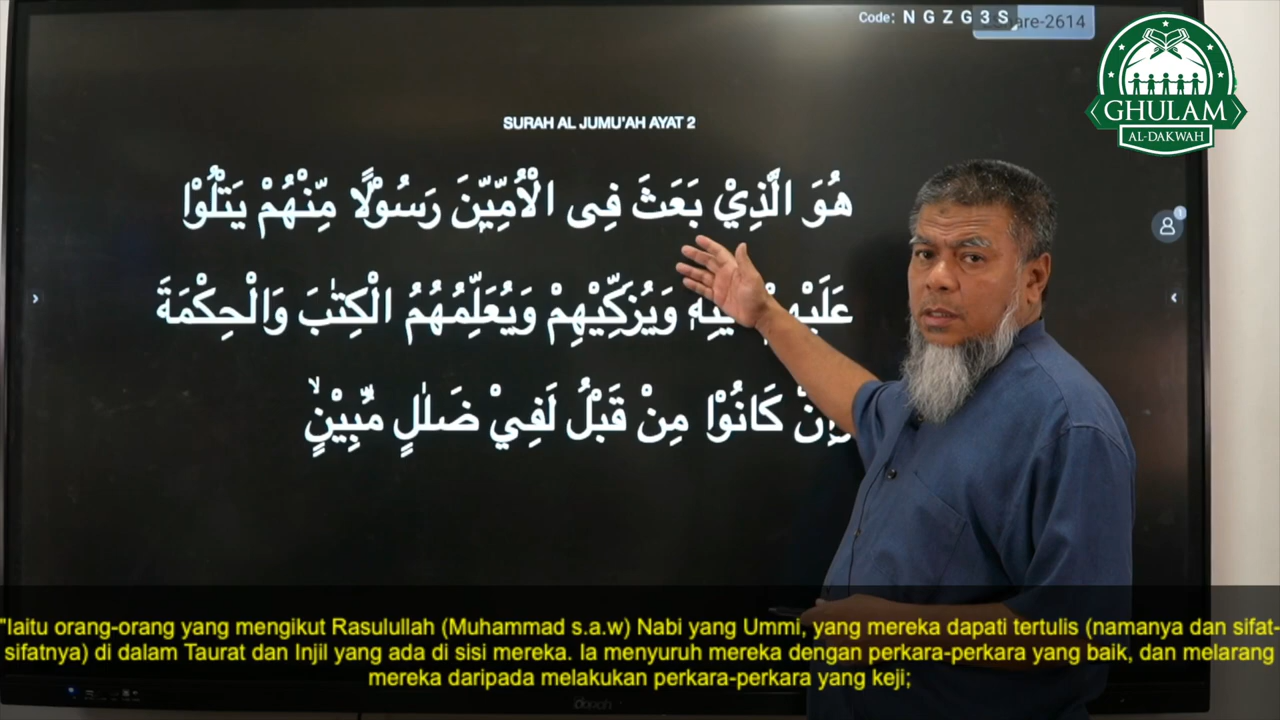 Code: N G Z G 3 S
are-2614
GHULAM
AL-DAKWAH
SURAH AL JUMU'AH AYAT 2
هُوَ الَّذِيْ بَعَثَ فِى الْاُمِّيّٖنَ رَسُوْلًا مِّنْهُمْ يَتْلُوْا
وَيُزَكِّيْهِمْ وَيُعَلِّمُهُمُ الْكِتٰبَ وَالْحِكْمَةَ
وَاِنْ كَانُوْا مِنْ قَبْلُ لَفِيْ ضَلٰلٍ مُّبِيْنٍۙ
"Iaitu orang-orang yang mengikut Rasulullah (Muhammad s.a.w) Nabi yang Ummi, yang mereka dapati tertulis (namanya dan sifat-
sifatnya) di dalam Taurat dan Injil yang ada di sisi mereka. Ia menyuruh mereka dengan perkara-perkara yang baik, dan melarang
mereka daripada melakukan perkara-perkara yang keji;